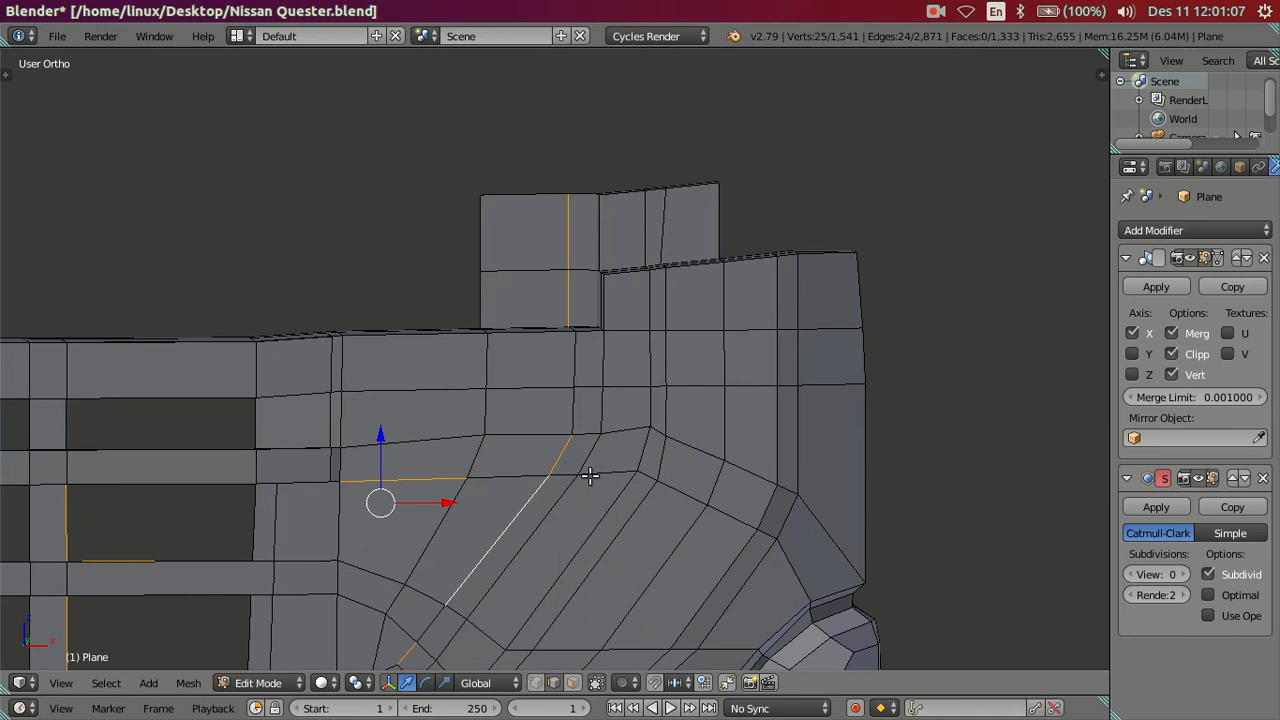 Blender* [/home/linux/Desktop/Nissan Quester.blend] En (100%) Des 11 12:01:07
File Render Window Help Default Scene Cycles Render v2.79 | Verts:25/1,541 | Edges:24/2,871 | Faces:0/1,333 | Tris:2,655 | Mem:16.25M (6.04M) | Plane
User Ortho
View Search All Sc
Scene
RenderL
World
Camera
Plane
Add Modifier
Apply Copy
Axis: Options: Textures:
X Merg U
Y Clipp V
Z Vert
Merge Limit: 0.001000
Mirror Object:
S
Apply Copy
Catmull-Clark Simple
Subdivisions: Options:
View: 0 Subdivid
Rende:2 Optimal
Use Ope
z
x
y
(1) Plane
View Select Add Mesh Edit Mode Global
View Marker Frame Playback Start: 1 End: 250 1 No Sync